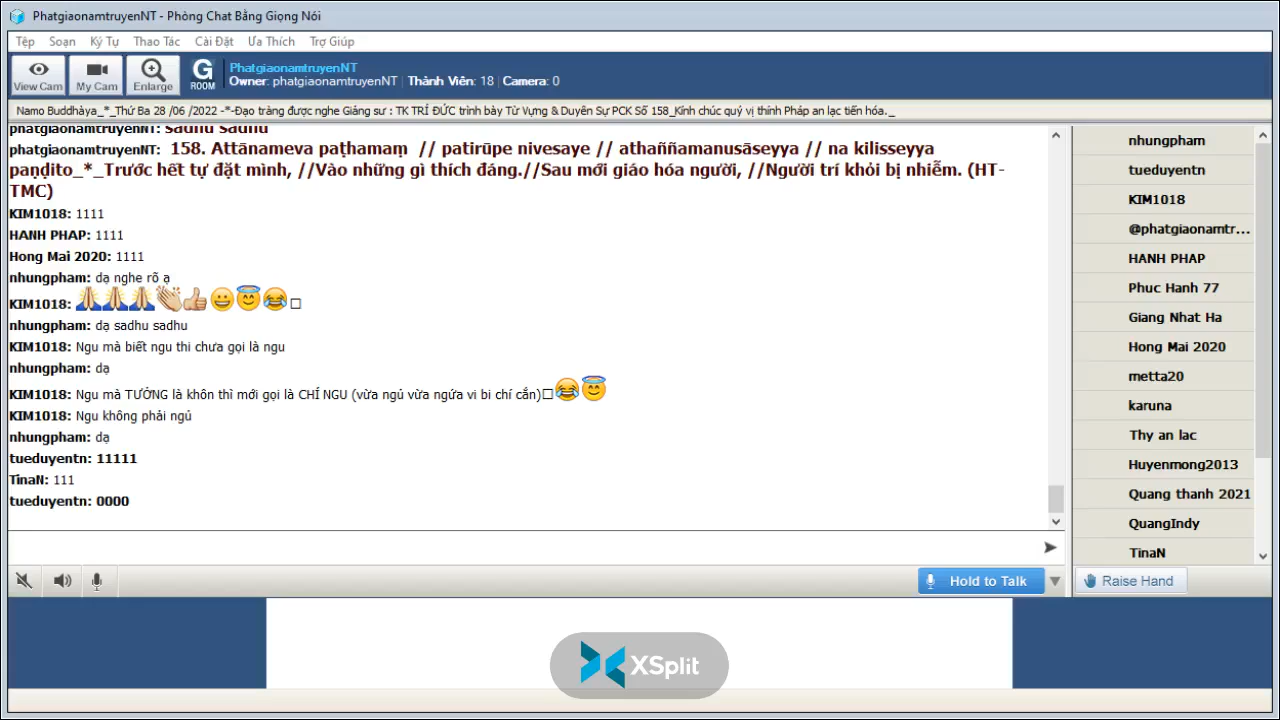 PhatgiaonamtruyenNT - Phòng Chat Bằng Giọng Nói
Tệp Soạn Ký Tự Thao Tác Cài Đặt Ưa Thích Trợ Giúp
View Cam My Cam Enlarge G ROOM
PhatgiaonamtruyenNT
Owner: phatgiaonamtruyenNT Thành Viên: 18 Camera: 0
Namo Buddhàya_*_Thứ Ba 28 /06 /2022 -*-Đạo tràng được nghe Giảng sư : TK TRÍ ĐỨC trình bày Từ Vựng & Duyên Sự PCK Số 158_Kính chúc quý vị thính Pháp an lạc tiến hóa._
phatgiaonamtruyenNT: sadhu sadhu
phatgiaonamtruyenNT: 158. Attānameva paṭhamaṃ // patirūpe nivesaye // athaññamanusāseyya // na kilisseyya
paṇḍito_*_Trước hết tự đặt mình, //Vào những gì thích đáng.//Sau mới giáo hóa người, //Người trí khỏi bị nhiễm. (HT-
TMC)
KIM1018: 1111
HANH PHAP: 1111
Hong Mai 2020: 1111
nhungpham: dạ nghe rõ ạ
KIM1018: 🙏🙏🙏👏👍😀😇😂□
nhungpham: dạ sadhu sadhu
KIM1018: Ngu mà biết ngu thi chưa gọi là ngu
nhungpham: dạ
KIM1018: Ngu mà TƯỞNG là khôn thì mới gọi là CHÍ NGU (vừa ngủ vừa ngứa vi bi chí cắn)□😂😇
KIM1018: Ngu không phải ngủ
nhungpham: dạ
tueduyentn: 11111
TinaN: 111
tueduyentn: 0000
nhungpham
tueduyentn
KIM1018
@phatgiaonamtr...
HANH PHAP
Phuc Hanh 77
Giang Nhat Ha
Hong Mai 2020
metta20
karuna
Thy an lac
Huyenmong2013
Quang thanh 2021
QuangIndy
TinaN
Hold to Talk
Raise Hand
XSplit